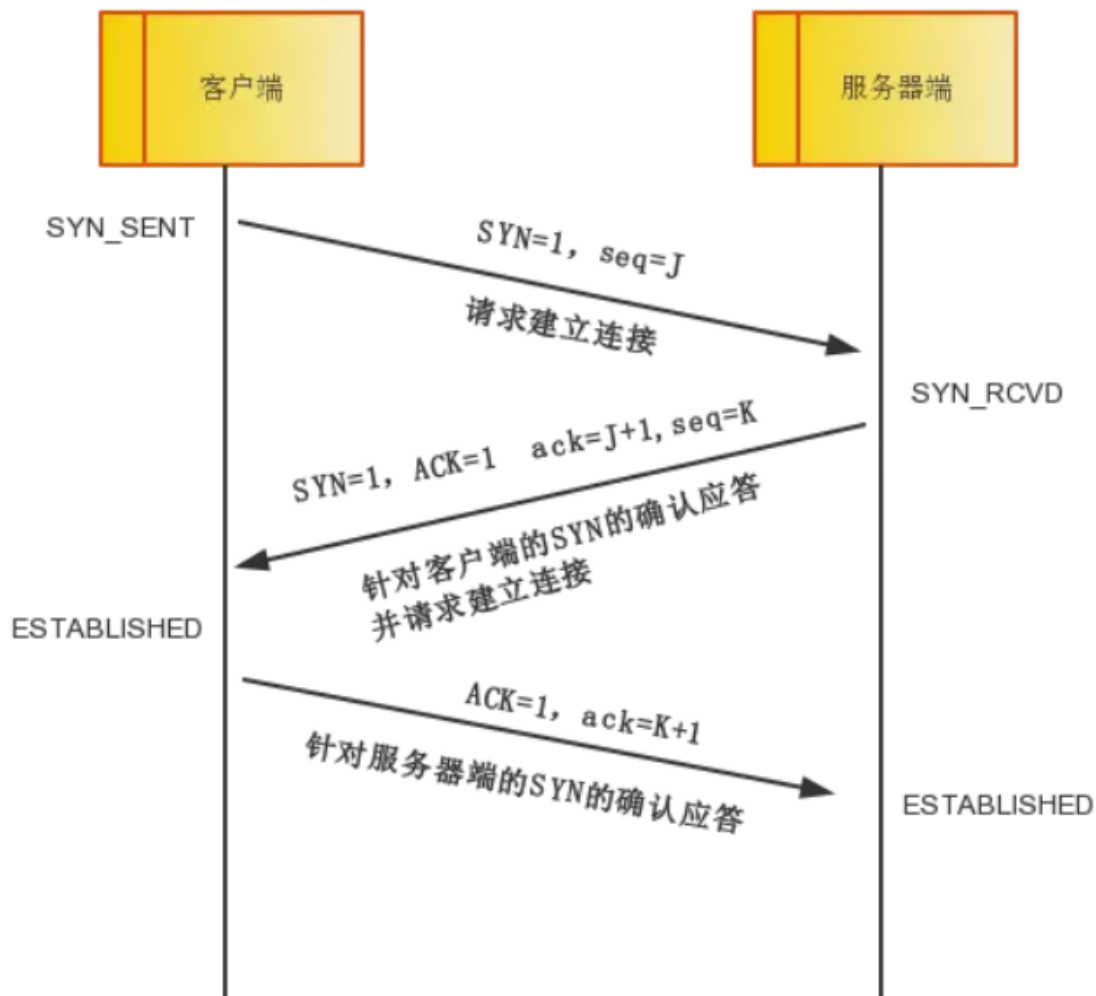 客户端
服务器端
SYN_SENT
SYN=1, seq=J
请求建立连接
SYN_RCVD
SYN=1, ACK=1 ack=J+1,seq=K
针对客户端的SYN的确认应答
并请求建立连接
ESTABLISHED
ACK=1, ack=K+1
针对服务器端的SYN的确认应答
ESTABLISHED